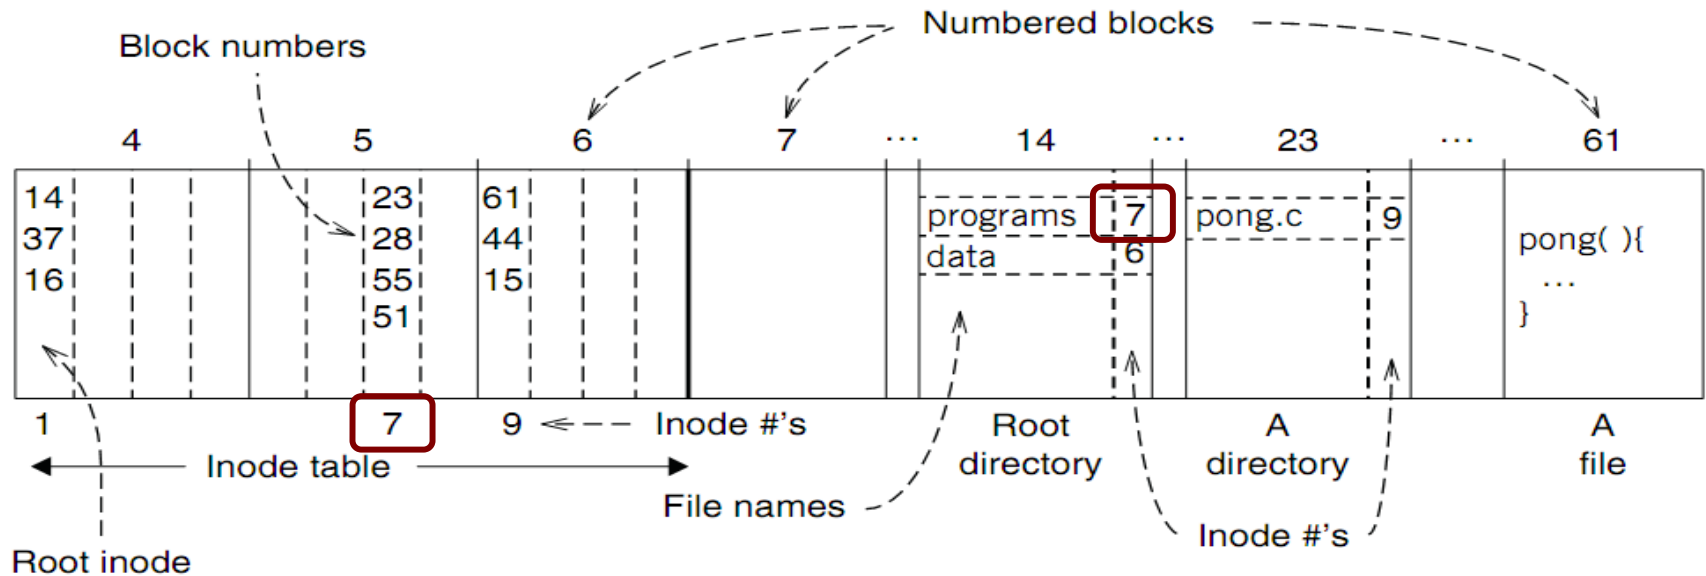 Numbered blocks
Block numbers
4 5 6 7 ... 14 ... 23 ... 61
14 23 61
programs 7 pong.c 9
37 28 44
pong( ){
data 6
16 55 15
...
51
}
1 7 9 Inode #'s Root A A
Inode table directory directory file
File names
Inode #'s
Root inode